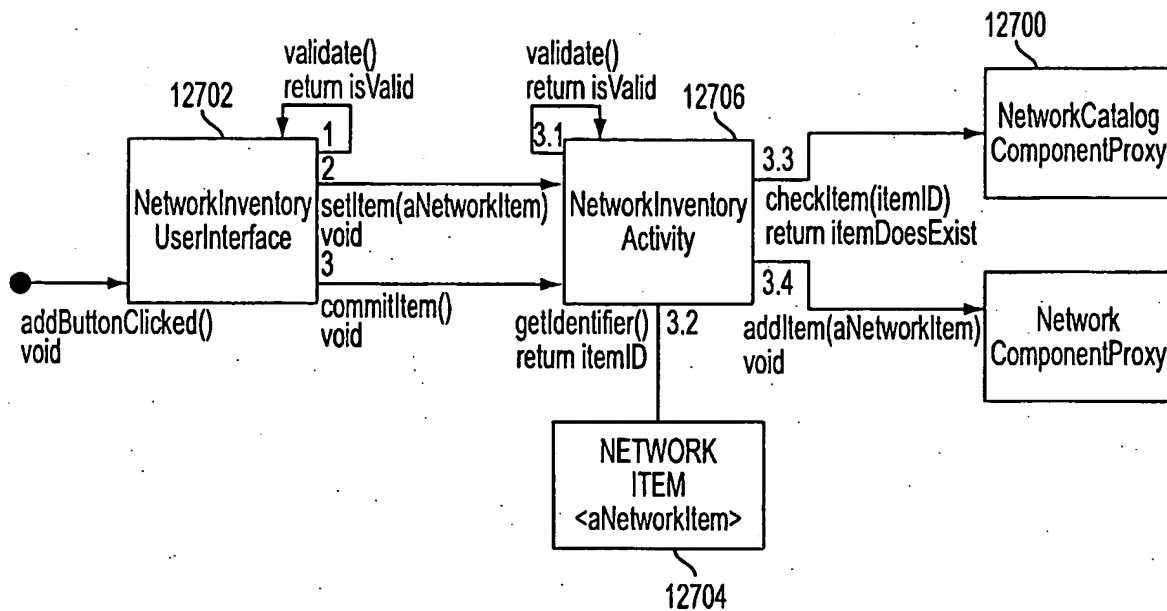 validate()
return isValid
12702
1
2
NetworkInventory
UserInterface
setItem(aNetworkItem)
void
3
commitItem()
void
addButtonClicked()
void
validate()
return isValid
12706
3.1
NetworkInventory
Activity
getIdentifier()
return itemID
3.2
NETWORK
ITEM
<aNetworkItem>
12704
3.3
checkItem(itemID)
return itemDoesExist
3.4
addItem(aNetworkItem)
void
12700
NetworkCatalog
ComponentProxy
Network
ComponentProxy